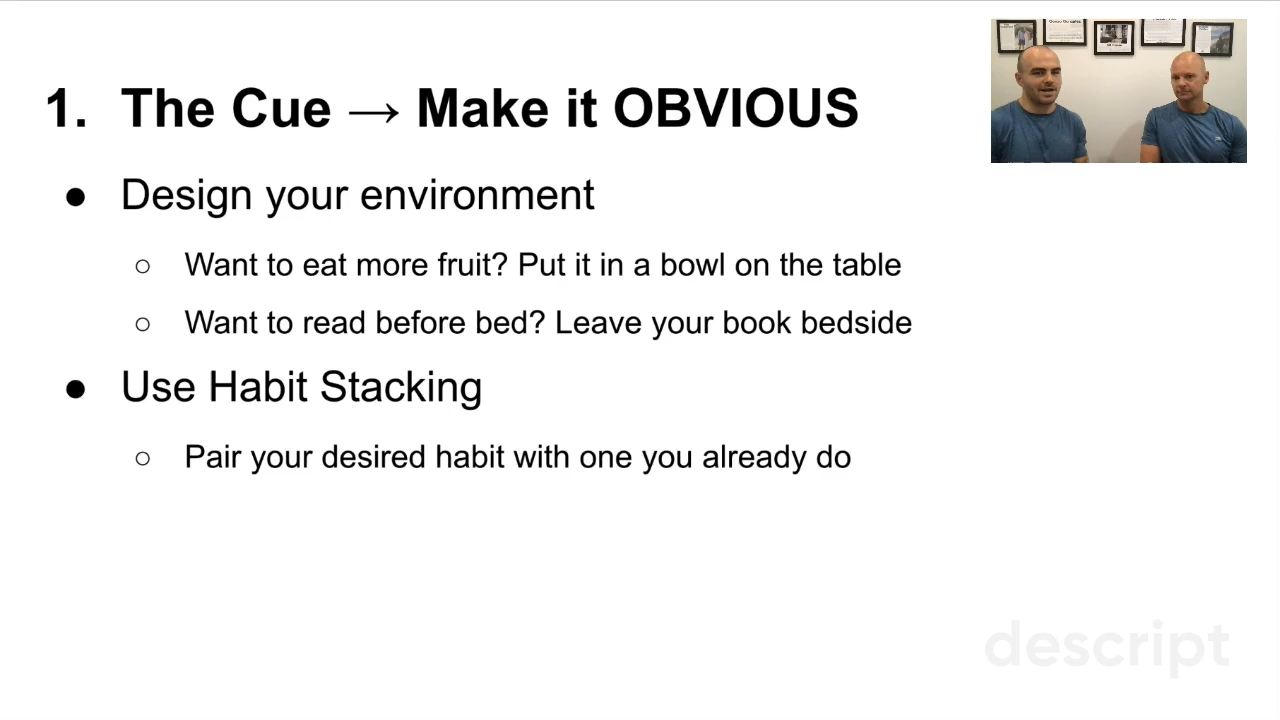 1. The Cue → Make it OBVIOUS
● Design your environment
○ Want to eat more fruit? Put it in a bowl on the table
○ Want to read before bed? Leave your book bedside
● Use Habit Stacking
○ Pair your desired habit with one you already do
descript